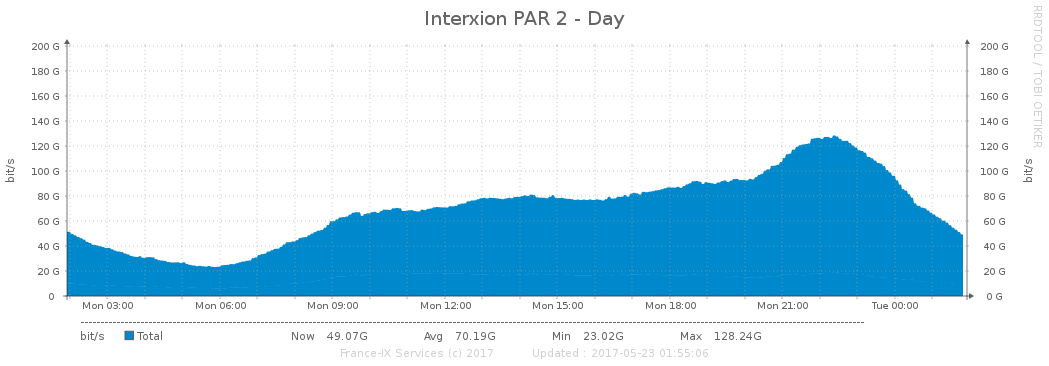 Interxion PAR 2 - Day
RRDTOOL / TOBI OETIKER
bit/s
bit/s
200 G 200 G
180 G 180 G
160 G 160 G
140 G 140 G
120 G 120 G
100 G 100 G
80 G 80 G
60 G 60 G
40 G 40 G
20 G 20 G
0 0 G
Mon 03:00 Mon 06:00 Mon 09:00 Mon 12:00 Mon 15:00 Mon 18:00 Mon 21:00 Tue 00:00
bit/s Total Now 49.07G Avg 70.19G Min 23.02G Max 128.24G
France-IX Services (c) 2017 Updated : 2017-05-23 01:55:06